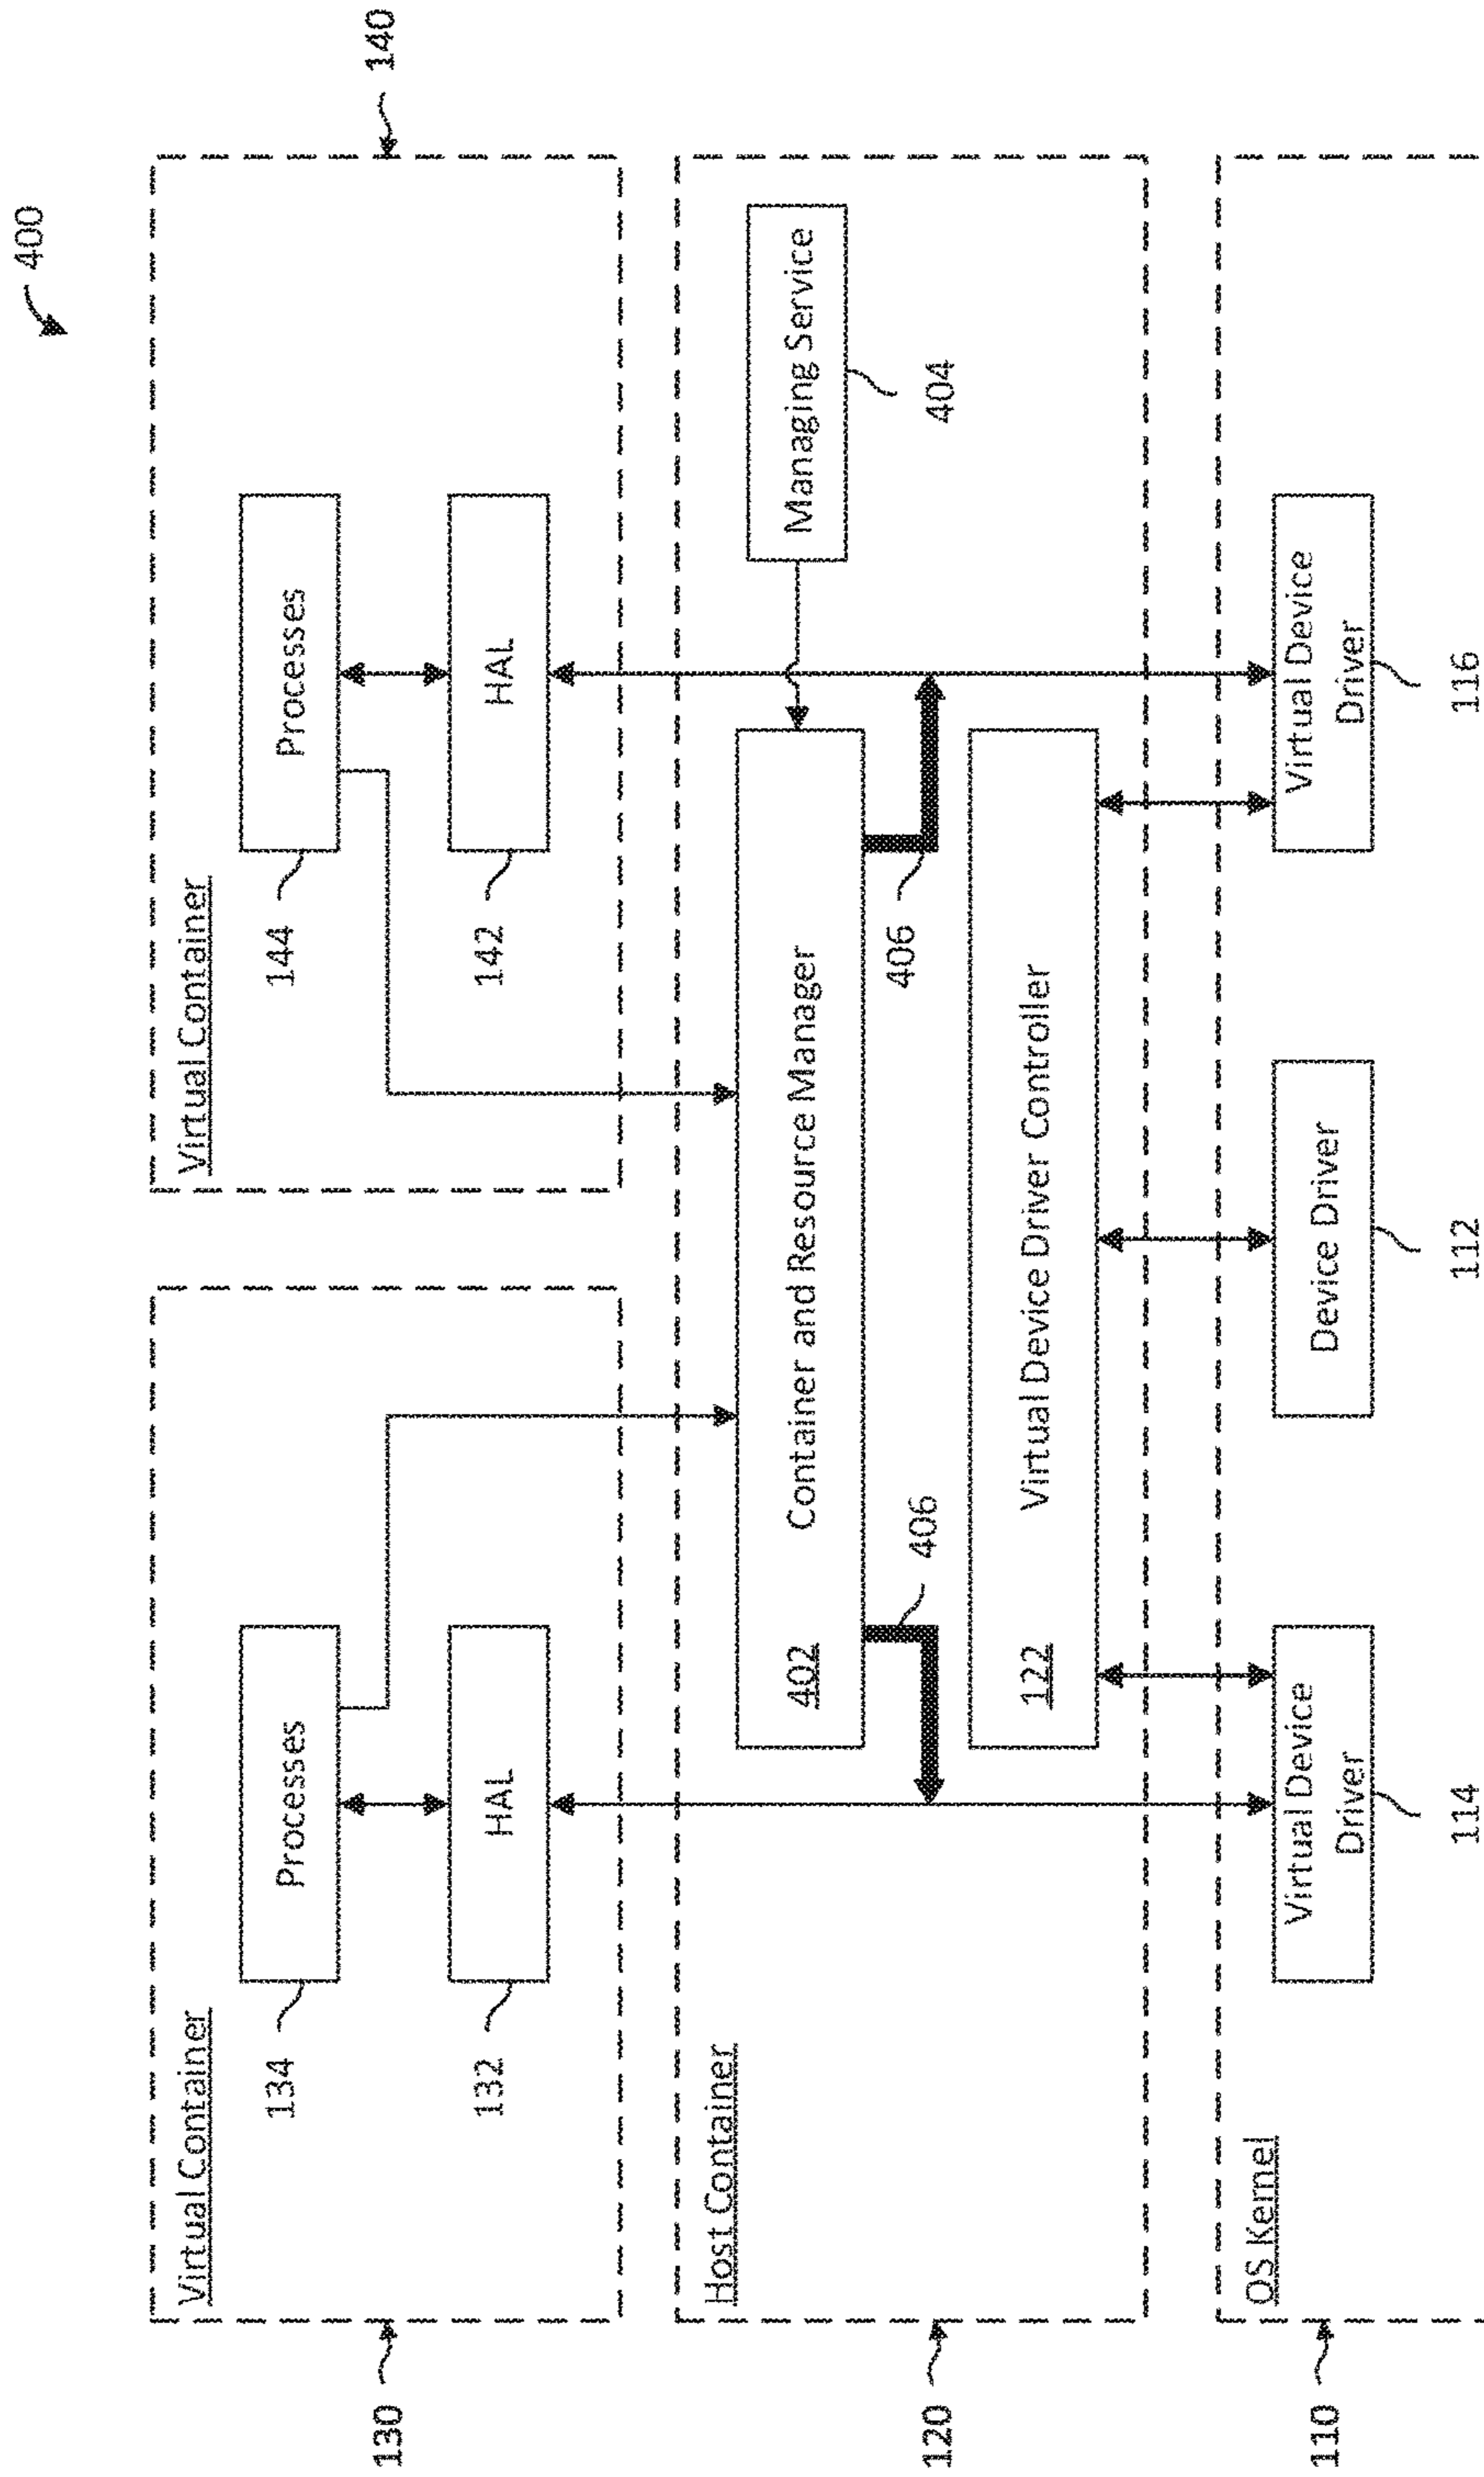 400
140
Virtual Container
Processes
134
HAL
132
130
Virtual Container
Processes
144
HAL
142
Host Container
Managing Service
404
402
Container and Resource Manager
406
406
122
Virtual Device Driver Controller
120
OS Kernel
Virtual Device
Driver
114
Device Driver
112
Virtual Device
Driver
116
110